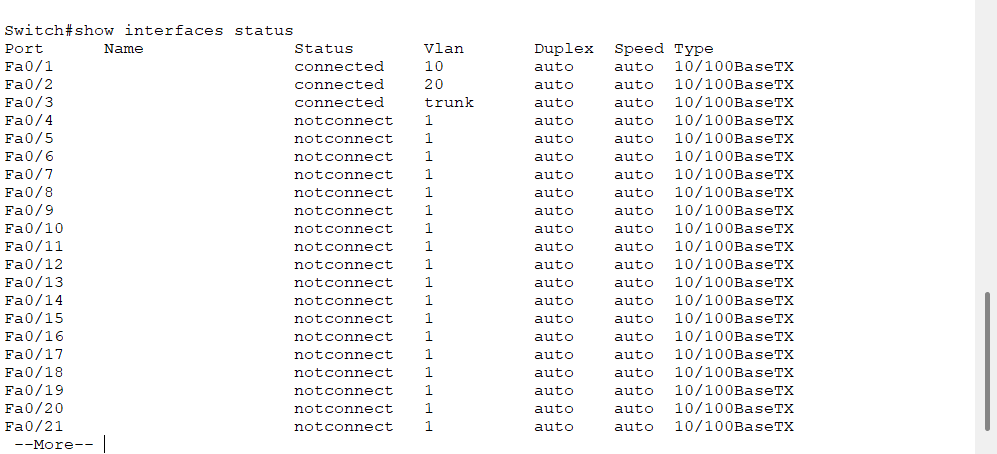 Switch#show interfaces status
Port      Name               Status       Vlan       Duplex  Speed Type
Fa0/1                        connected    10         auto    auto  10/100BaseTX
Fa0/2                        connected    20         auto    auto  10/100BaseTX
Fa0/3                        connected    trunk      auto    auto  10/100BaseTX
Fa0/4                        notconnect   1          auto    auto  10/100BaseTX
Fa0/5                        notconnect   1          auto    auto  10/100BaseTX
Fa0/6                        notconnect   1          auto    auto  10/100BaseTX
Fa0/7                        notconnect   1          auto    auto  10/100BaseTX
Fa0/8                        notconnect   1          auto    auto  10/100BaseTX
Fa0/9                        notconnect   1          auto    auto  10/100BaseTX
Fa0/10                       notconnect   1          auto    auto  10/100BaseTX
Fa0/11                       notconnect   1          auto    auto  10/100BaseTX
Fa0/12                       notconnect   1          auto    auto  10/100BaseTX
Fa0/13                       notconnect   1          auto    auto  10/100BaseTX
Fa0/14                       notconnect   1          auto    auto  10/100BaseTX
Fa0/15                       notconnect   1          auto    auto  10/100BaseTX
Fa0/16                       notconnect   1          auto    auto  10/100BaseTX
Fa0/17                       notconnect   1          auto    auto  10/100BaseTX
Fa0/18                       notconnect   1          auto    auto  10/100BaseTX
Fa0/19                       notconnect   1          auto    auto  10/100BaseTX
Fa0/20                       notconnect   1          auto    auto  10/100BaseTX
Fa0/21                       notconnect   1          auto    auto  10/100BaseTX
 --More--